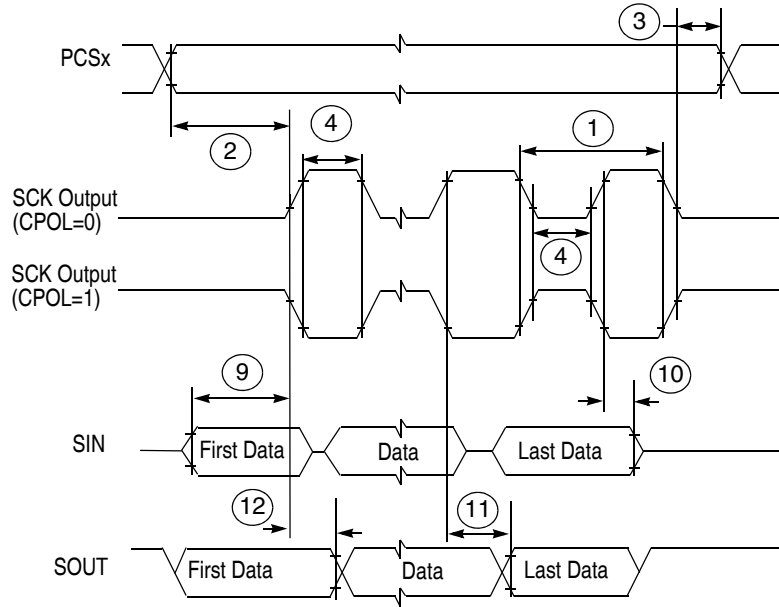 3
PCSx
2
4
1
SCK Output
(CPOL=0)
4
SCK Output
(CPOL=1)
9
10
SIN
First Data
Data
Last Data
12
11
SOUT
First Data
Data
Last Data